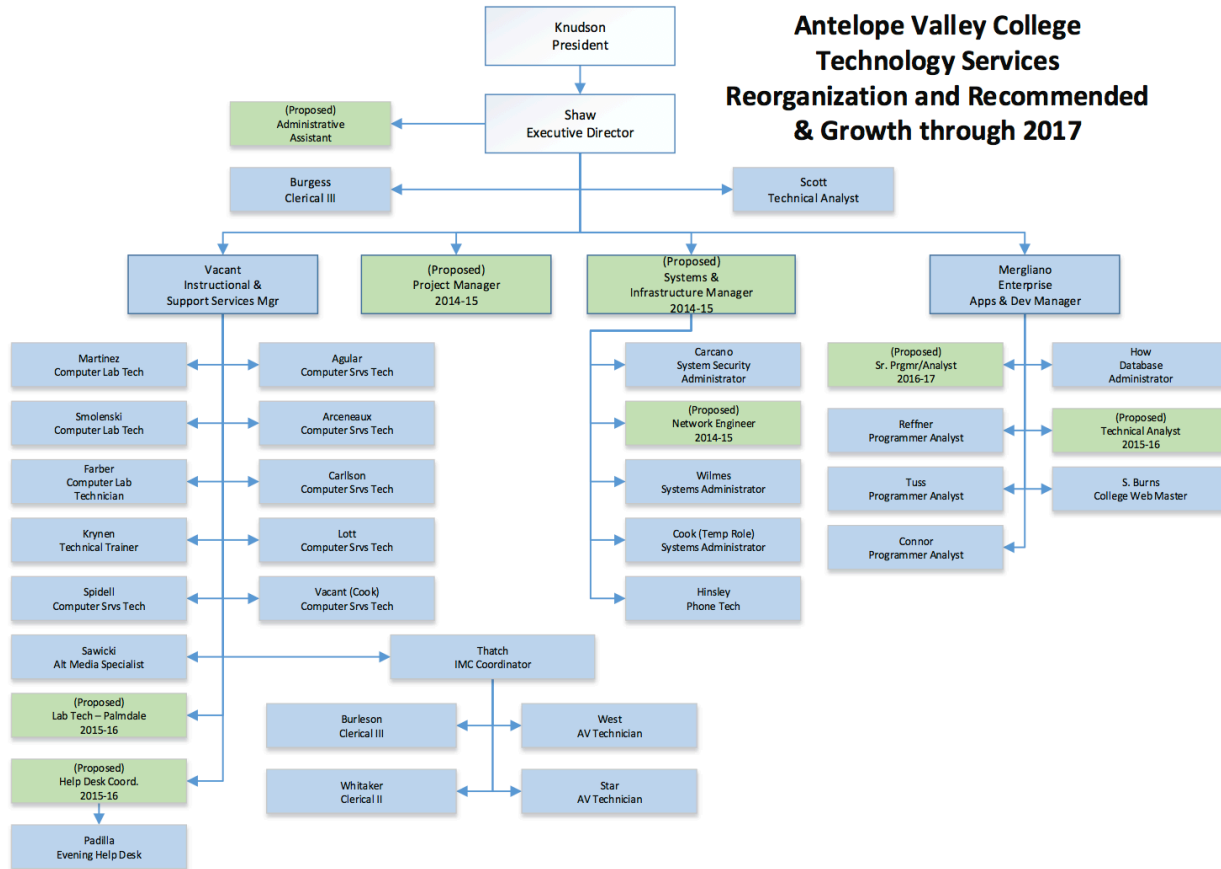 Antelope Valley College
Technology Services
Reorganization and Recommended
& Growth through 2017
Knudson
President
(Proposed)
Administrative
Assistant
Shaw
Executive Director
Burgess
Clerical III
Scott
Technical Analyst
Vacant
Instructional &
Support Services Mgr
(Proposed)
Project Manager
2014-15
(Proposed)
Systems &
Infrastructure Manager
2014-15
Mergliano
Enterprise
Apps & Dev Manager
Martinez
Computer Lab Tech
Agular
Computer Srvs Tech
Carcano
System Security
Administrator
(Proposed)
Sr. Prgmr/Analyst
2016-17
How
Database
Administrator
Smolenski
Computer Lab Tech
Arceneaux
Computer Srvs Tech
(Proposed)
Network Engineer
2014-15
Reffner
Programmer Analyst
(Proposed)
Technical Analyst
2015-16
Farber
Computer Lab
Technician
Carllson
Computer Srvs Tech
Wilmes
Systems Administrator
Tuss
Programmer Analyst
S. Burns
College Web Master
Krynen
Technical Trainer
Lott
Computer Srvs Tech
Cook (Temp Role)
Systems Administrator
Connor
Programmer Analyst
Spidell
Computer Srvs Tech
Vacant (Cook)
Computer Srvs Tech
Hinsley
Phone Tech
Sawicki
Alt Media Specialist
Thatch
IMC Coordinator
(Proposed)
Lab Tech – Palmdale
2015-16
Burleson
Clerical III
West
AV Technician
(Proposed)
Help Desk Coord.
2015-16
Whitaker
Clerical II
Star
AV Technician
Padilla
Evening Help Desk